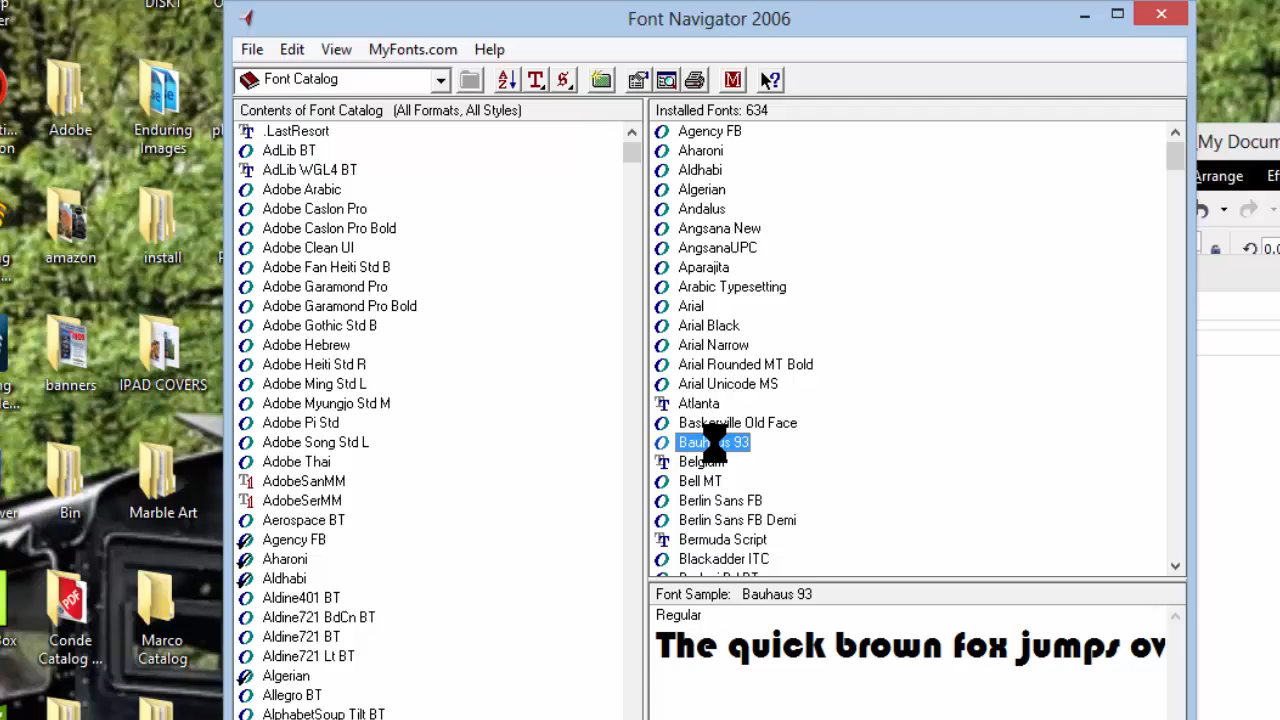 DISKT
Font Navigator 2006
File Edit View MyFonts.com Help
Font Catalog
Contents of Font Catalog (All Formats, All Styles)
.LastResort
AdLib BT
AdLib WGL4 BT
Adobe Arabic
Adobe Caslon Pro
Adobe Caslon Pro Bold
Adobe Clean UI
Adobe Fan Heiti Std B
Adobe Garamond Pro
Adobe Garamond Pro Bold
Adobe Gothic Std B
Adobe Hebrew
Adobe Heiti Std R
Adobe Ming Std L
Adobe Myungjo Std M
Adobe Pi Std
Adobe Song Std L
Adobe Thai
AdobeSanMM
AdobeSerMM
Aerospace BT
Agency FB
Aharoni
Aldhabi
Aldine401 BT
Aldine721 BdCn BT
Aldine721 BT
Aldine721 Lt BT
Algerian
Allegro BT
AlphabetSoup Tilt BT
Installed Fonts: 634
Agency FB
Aharoni
Aldhabi
Algerian
Andalus
Angsana New
AngsanaUPC
Aparajita
Arabic Typesetting
Arial
Arial Black
Arial Narrow
Arial Rounded MT Bold
Arial Unicode MS
Atlanta
Baskerville Old Face
Bauhaus 93
Belgium
Bell MT
Berlin Sans FB
Berlin Sans FB Demi
Bermuda Script
Blackadder ITC
Font Sample: Bauhaus 93
Regular
The quick brown fox jumps ov
Adobe
Enduring
Images
amazon
install
banners
IPAD COVERS
Bin
Marble Art
Conde
Catalog ...
Marco
Catalog
My Docum
Arrange Ef
0.0